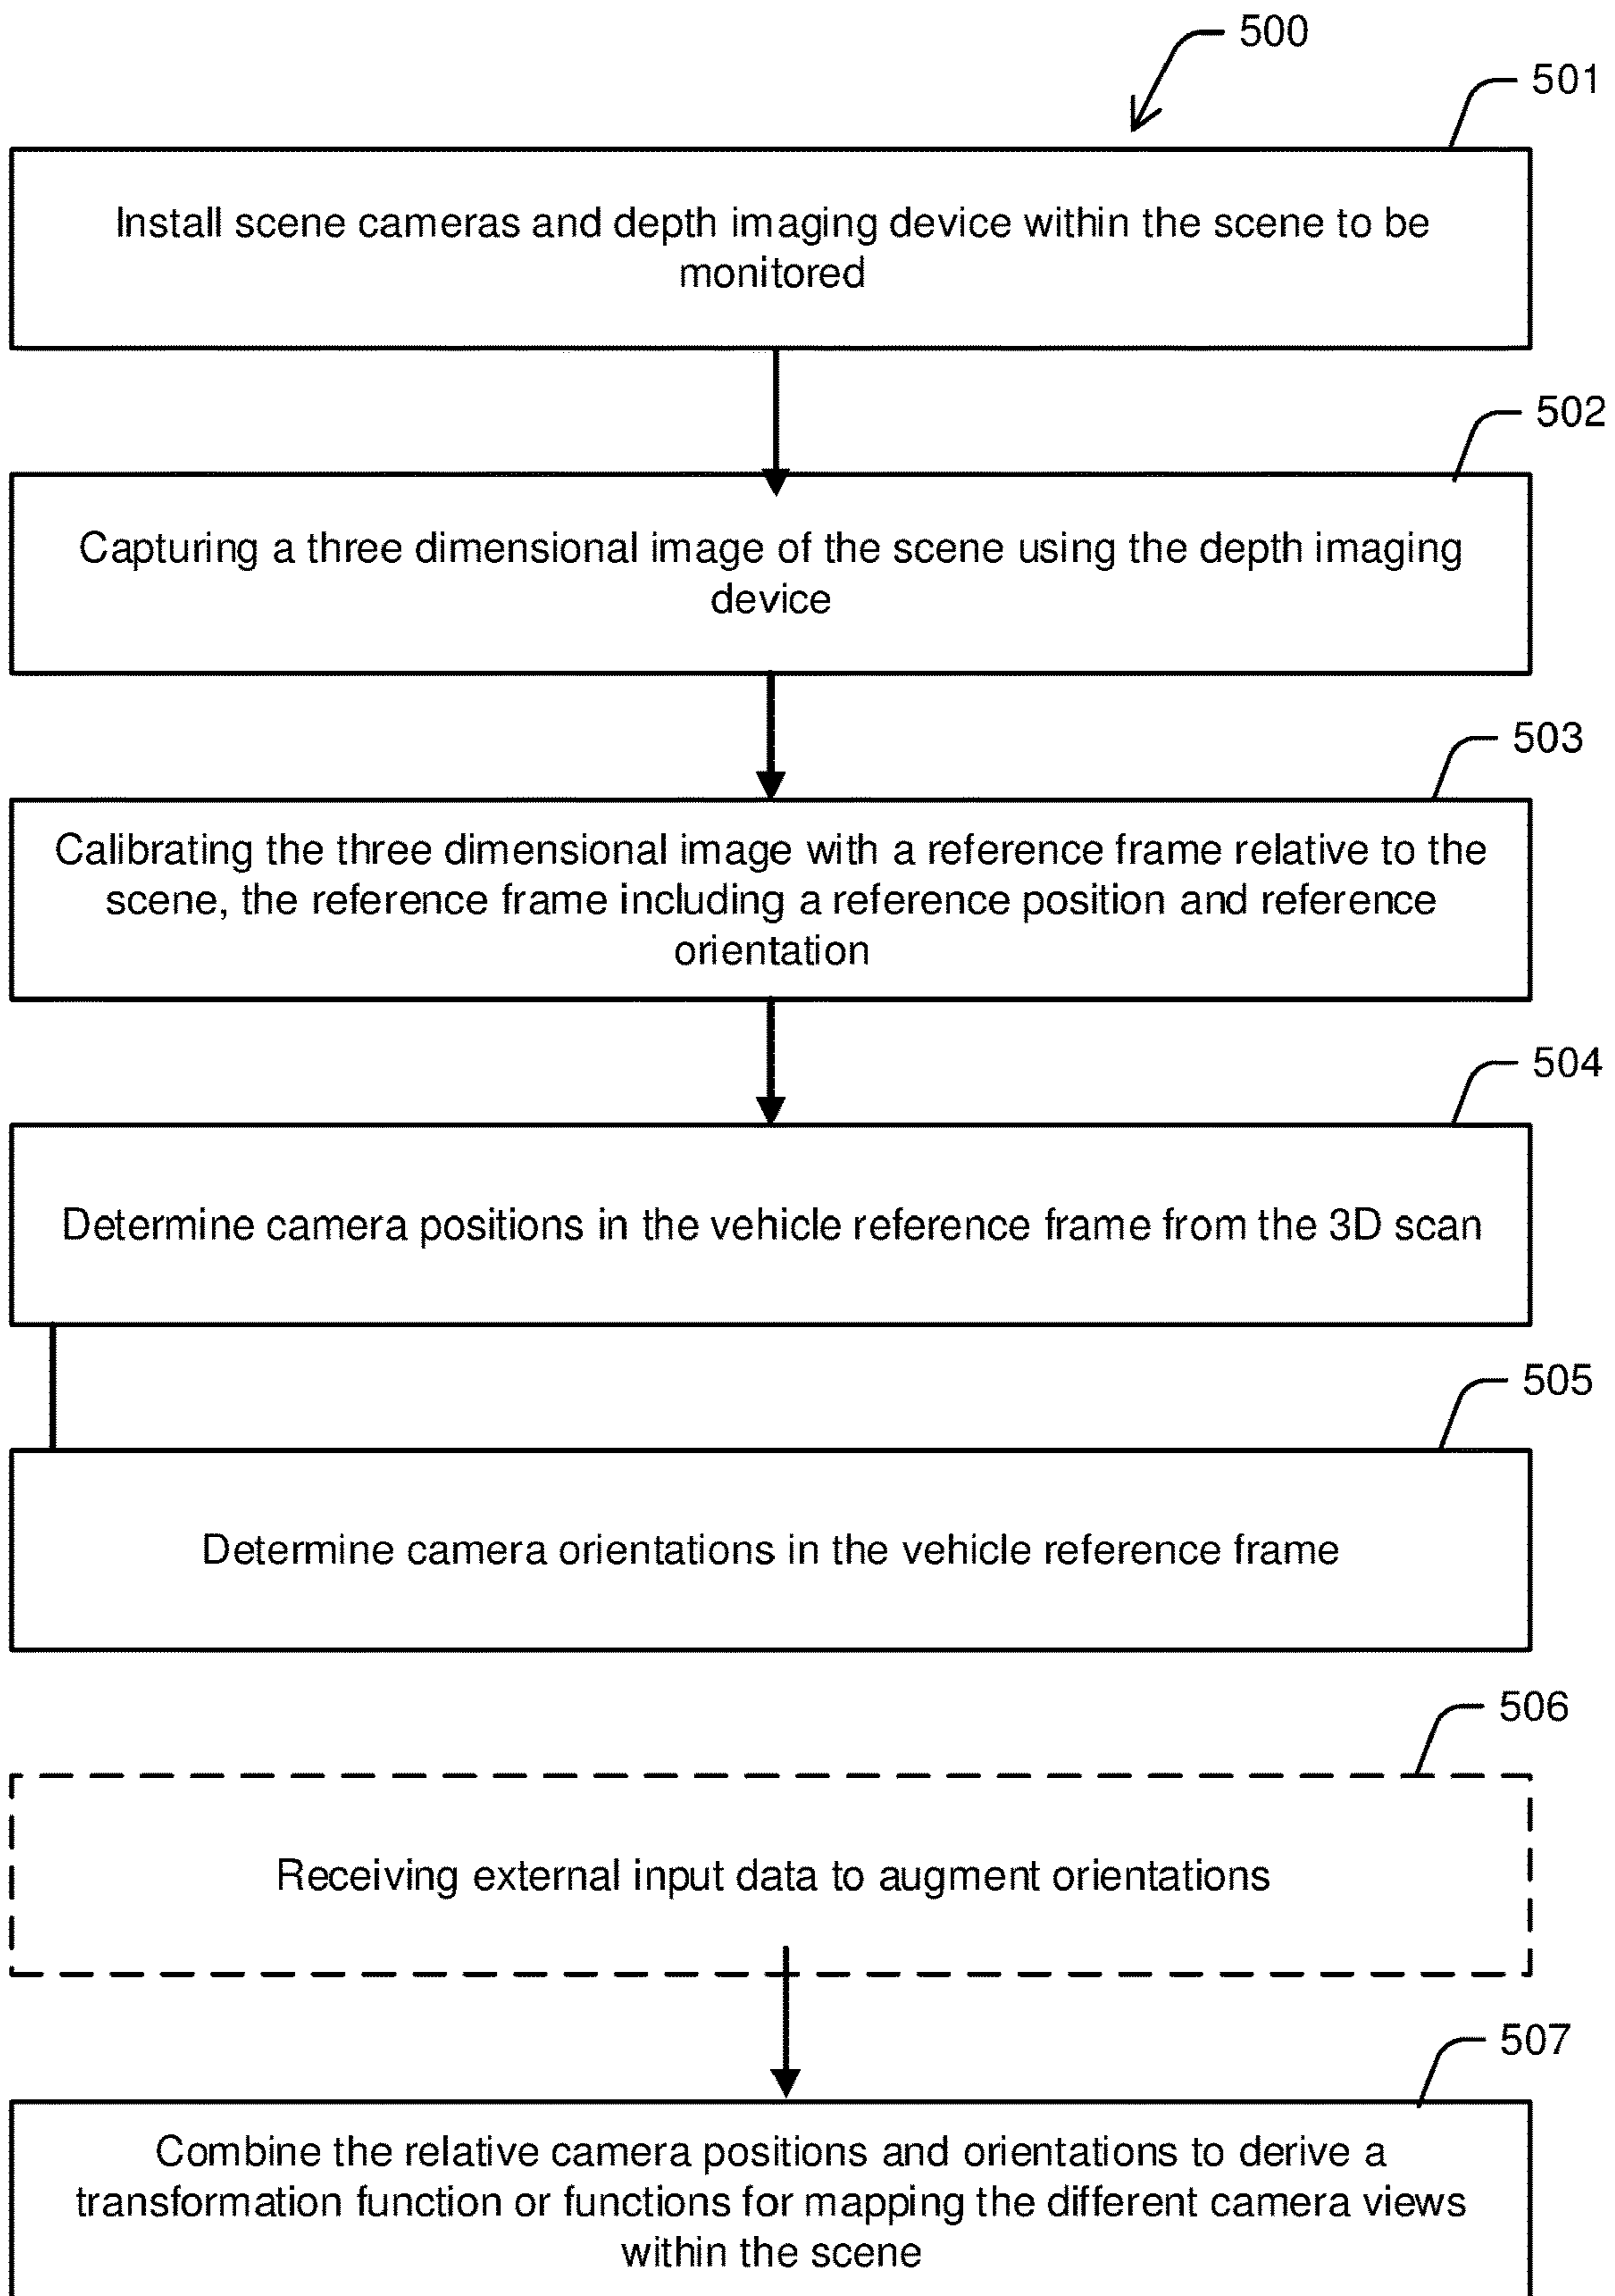 500
501
Install scene cameras and depth imaging device within the scene to be
monitored
502
Capturing a three dimensional image of the scene using the depth imaging
device
503
Calibrating the three dimensional image with a reference frame relative to the
scene, the reference frame including a reference position and reference
orientation
504
Determine camera positions in the vehicle reference frame from the 3D scan
505
Determine camera orientations in the vehicle reference frame
506
Receiving external input data to augment orientations
507
Combine the relative camera positions and orientations to derive a
transformation function or functions for mapping the different camera views
within the scene